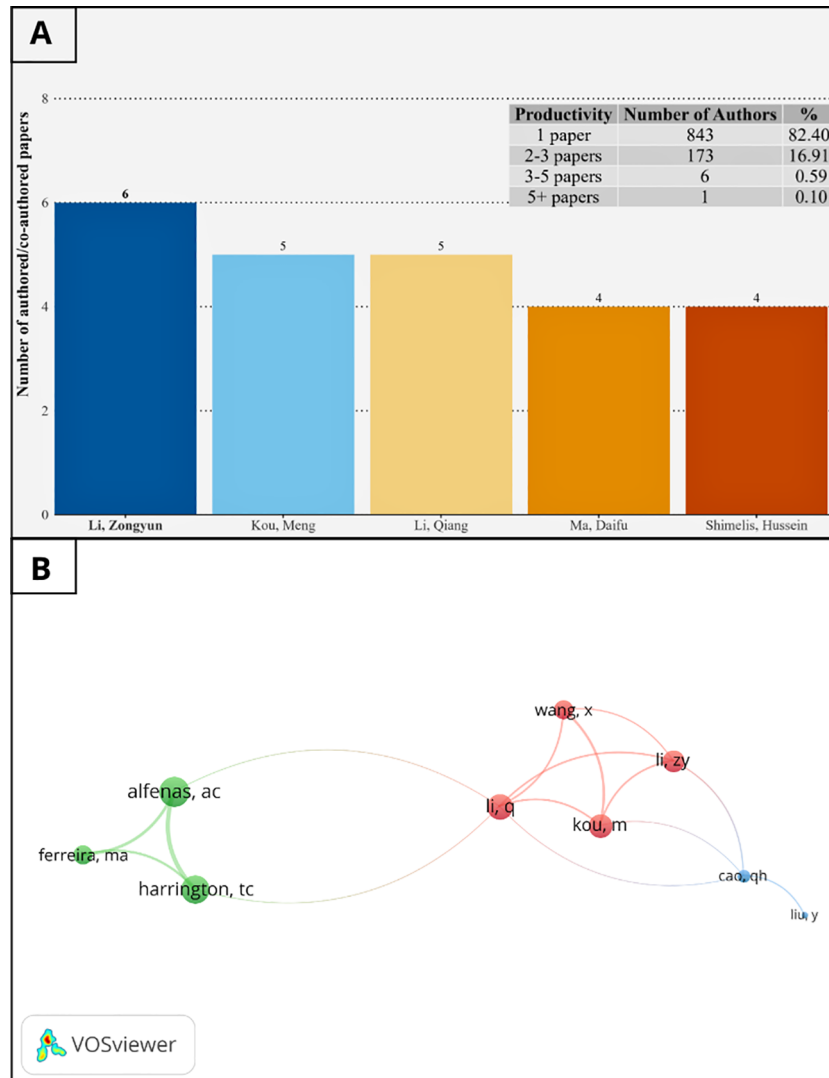 A
Number of authored/co-authored papers
8
6
4
2
0
Productivity Number of Authors %
1 paper 843 82.40
2-3 papers 173 16.91
3-5 papers 6 0.59
5+ papers 1 0.10
6
5
5
4
4
Li, Zongyun
Kou, Meng
Li, Qiang
Ma, Daifu
Shimelis, Hussein
B
wang, x
li, zy
alfenas, ac
li, q
kou, m
ferreira, ma
harrington, tc
cao, qh
liu, y
VOSviewer